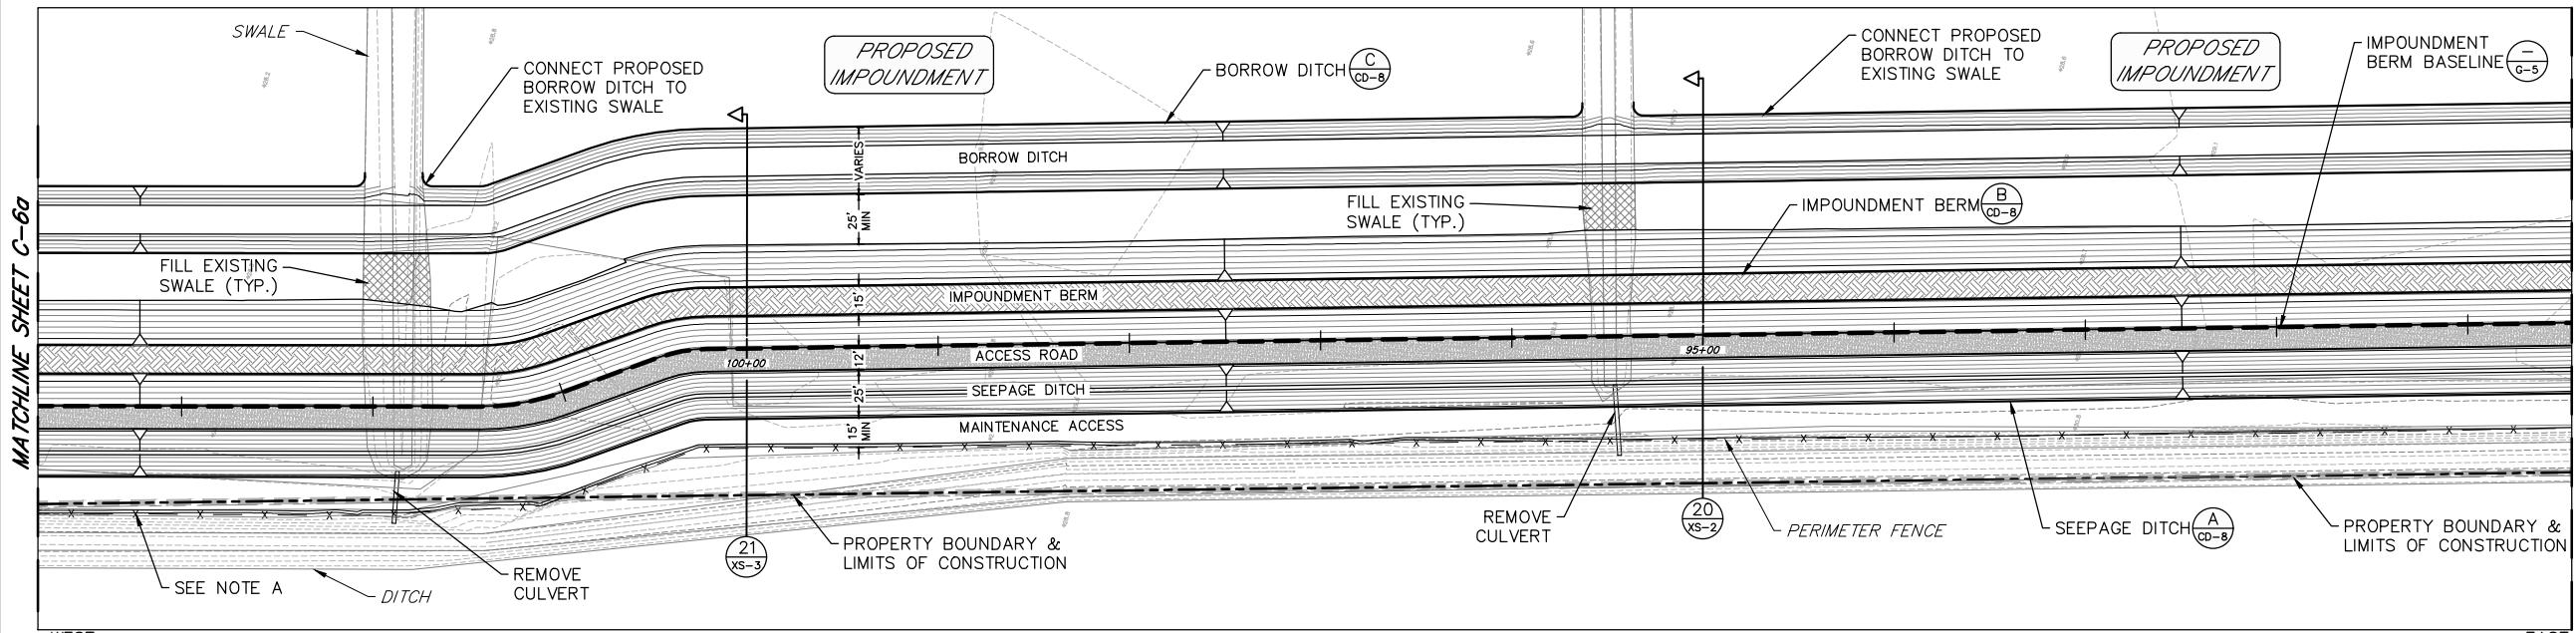 SWALE
CONNECT PROPOSED
BORROW DITCH TO
EXISTING SWALE
PROPOSED
IMPOUNDMENT
BORROW DITCH
C
CD-8
CONNECT PROPOSED
BORROW DITCH TO
EXISTING SWALE
PROPOSED
IMPOUNDMENT
IMPOUNDMENT
BERM BASELINE
G-5
MATCHLINE SHEET C-6a
VARIES
BORROW DITCH
25'
MIN
FILL EXISTING
SWALE (TYP.)
IMPOUNDMENT BERM
B
CD-8
FILL EXISTING
SWALE (TYP.)
15'
IMPOUNDMENT BERM
100+00
12'
ACCESS ROAD
95+00
25'
SEEPAGE DITCH
15'
MIN
MAINTENANCE ACCESS
SEE NOTE A
DITCH
REMOVE
CULVERT
21
XS-3
PROPERTY BOUNDARY &
LIMITS OF CONSTRUCTION
REMOVE
CULVERT
20
XS-2
PERIMETER FENCE
SEEPAGE DITCH
A
CD-8
PROPERTY BOUNDARY &
LIMITS OF CONSTRUCTION